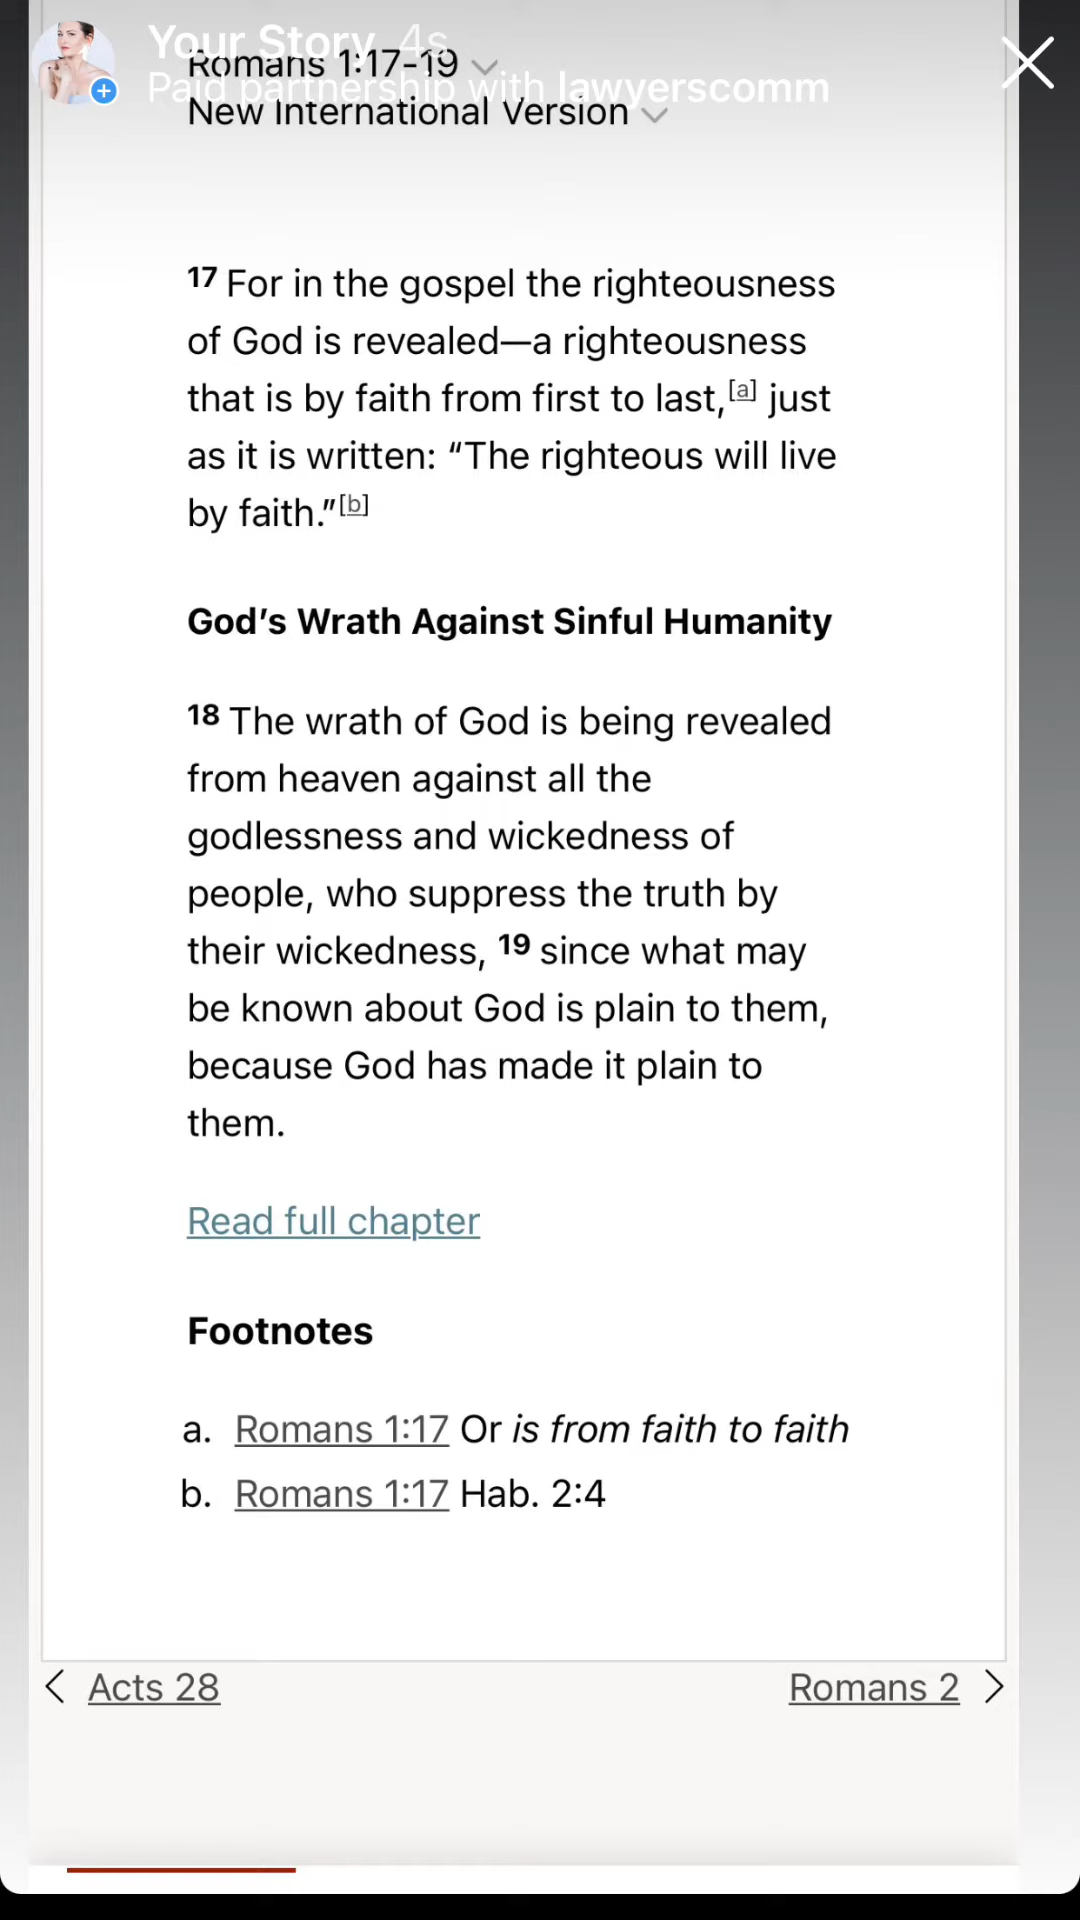 Your Story 4s
Paid partnership with lawyerscomm
Romans 1:17-19
New International Version
17 For in the gospel the righteousness
of God is revealed—a righteousness
that is by faith from first to last,[a] just
as it is written: “The righteous will live
by faith.”[b]
God’s Wrath Against Sinful Humanity
18 The wrath of God is being revealed
from heaven against all the
godlessness and wickedness of
people, who suppress the truth by
their wickedness, 19 since what may
be known about God is plain to them,
because God has made it plain to
them.
Read full chapter
Footnotes
a. Romans 1:17 Or is from faith to faith
b. Romans 1:17 Hab. 2:4
Acts 28
Romans 2